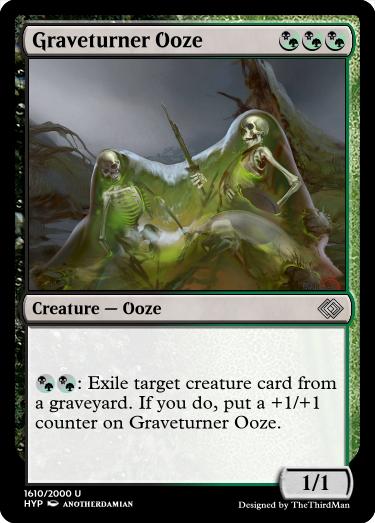 Graveturner Ooze
Creature — Ooze
: Exile target creature card from
a graveyard. If you do, put a +1/+1
counter on Graveturner Ooze.
1/1
1610/2000 U
HYP ANOTHERDAMIAN
Designed by TheThirdMan